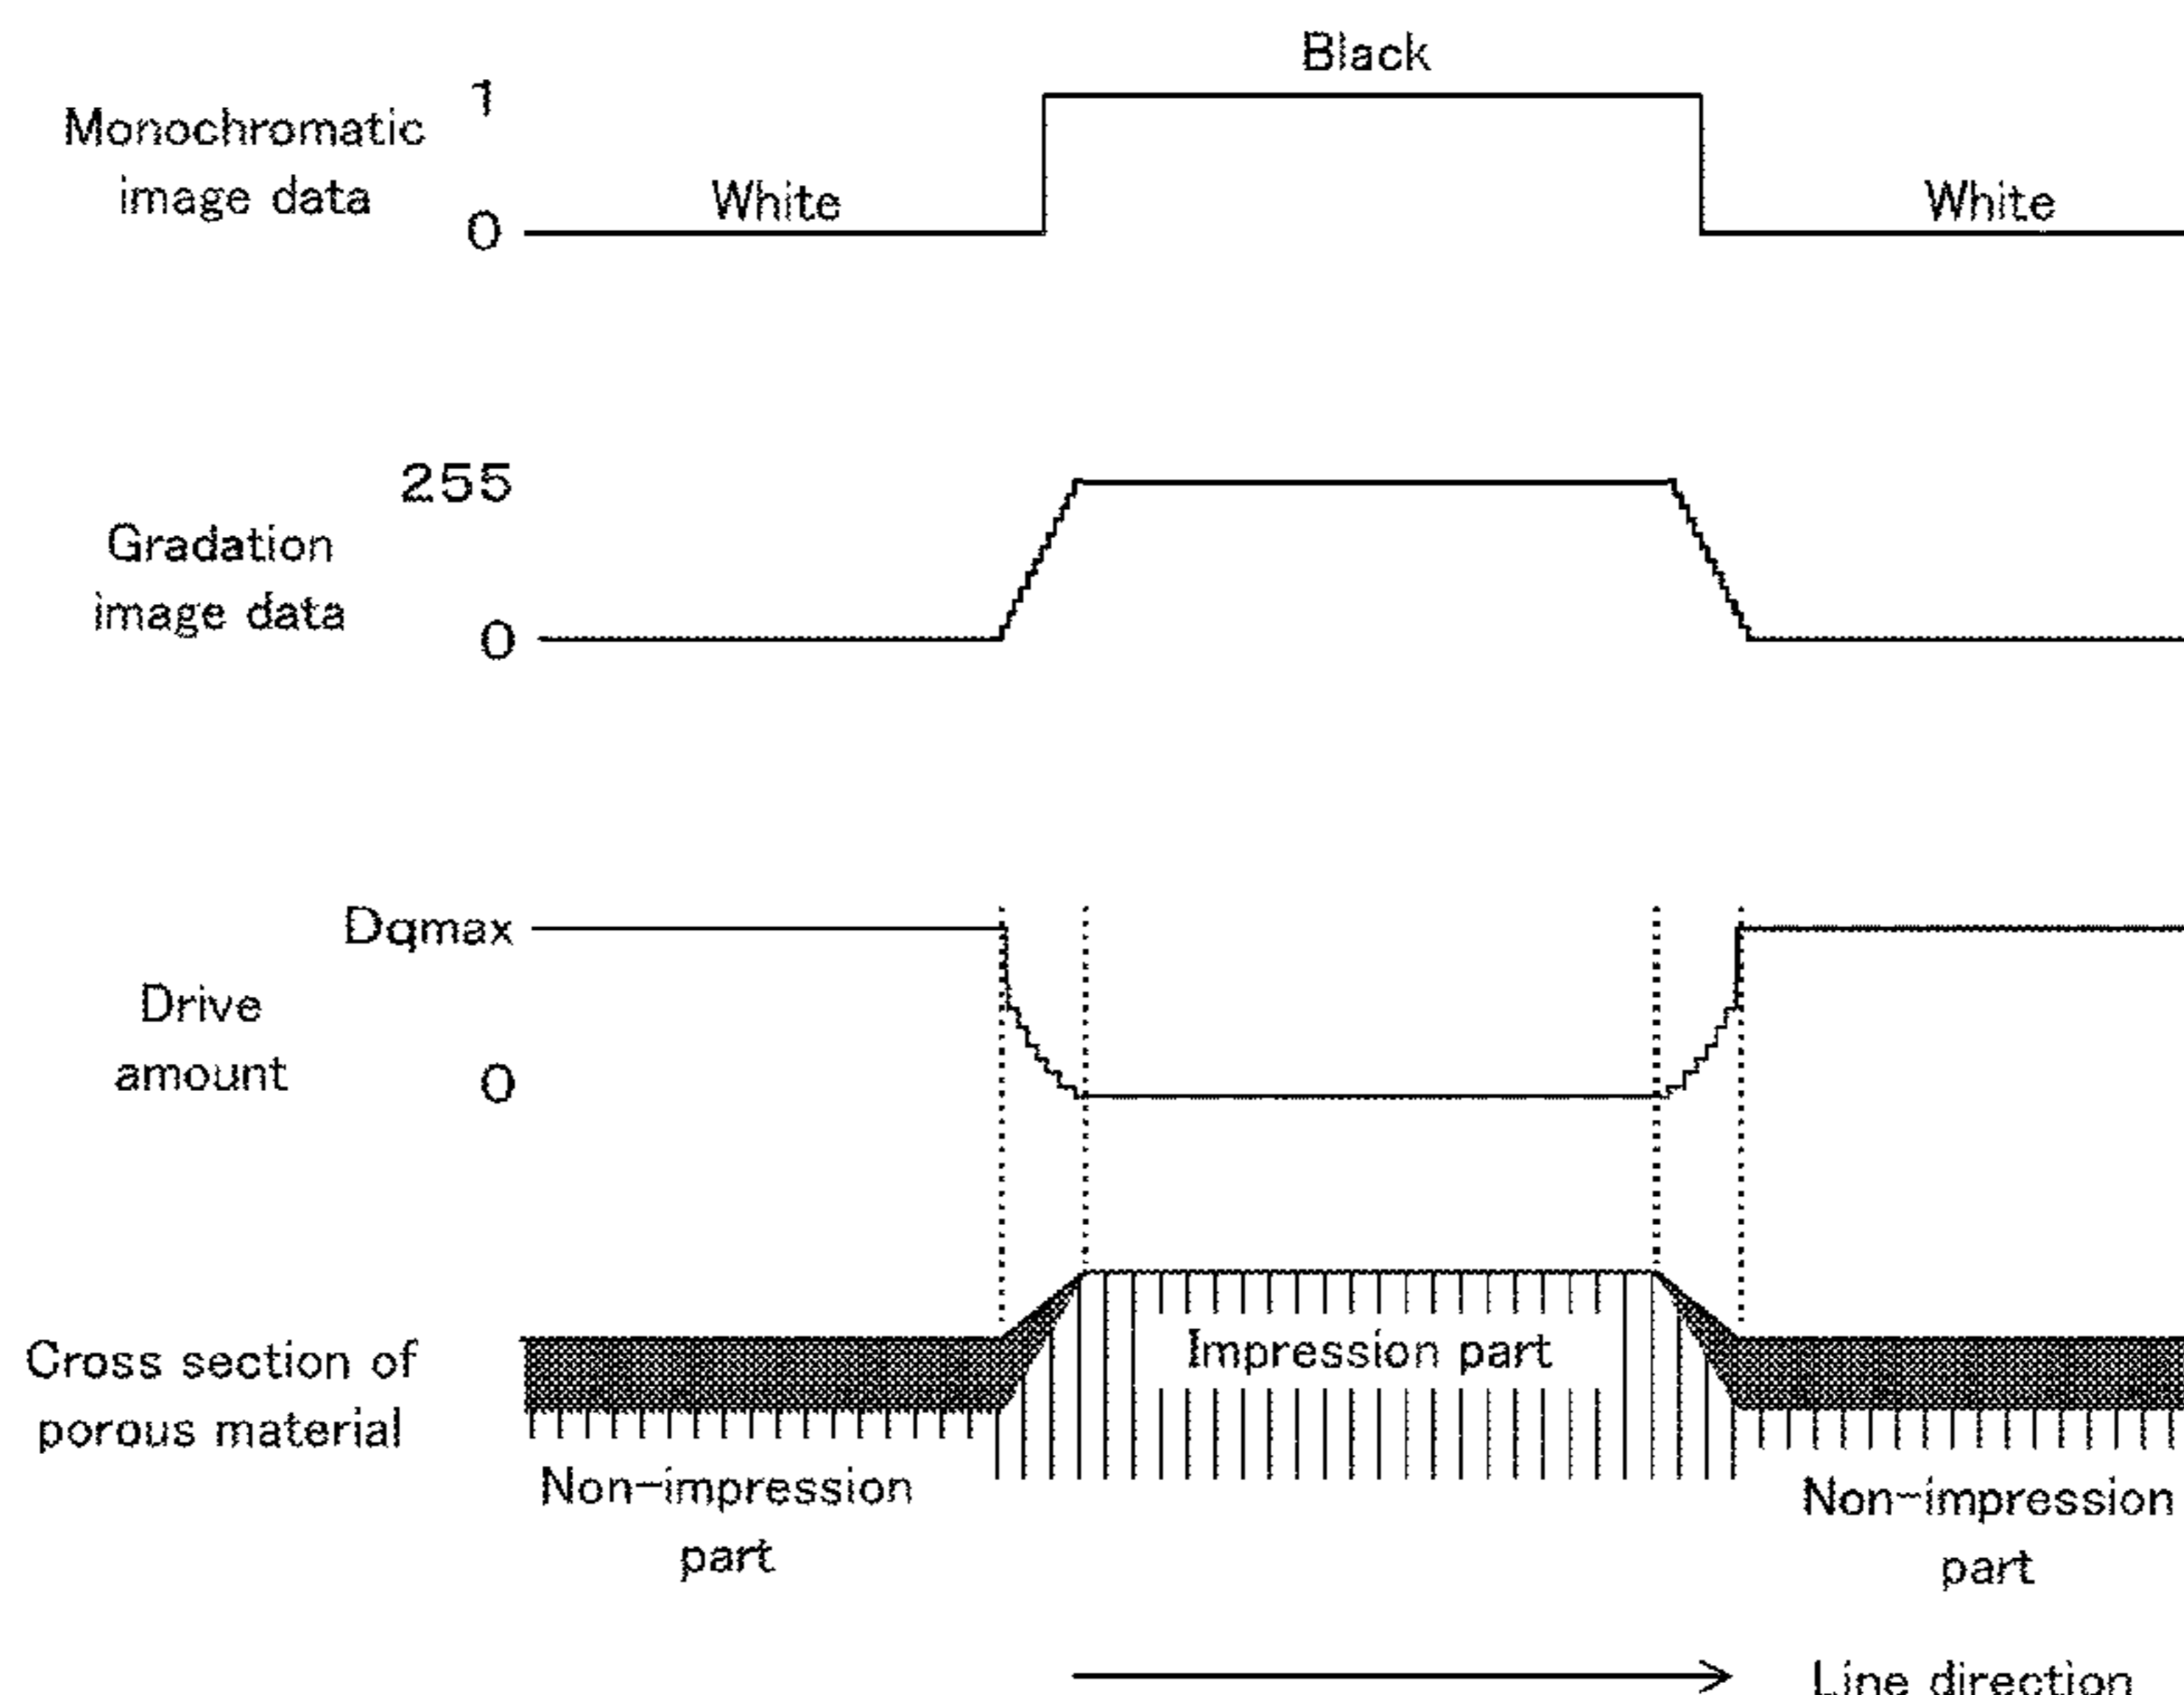 Black
1
Monochromatic
image data
White
White
0
255
Gradation
image data
0
Dqmax
Drive
amount
0
Impression part
Cross section of
porous material
Non-impression
part
Non-impression
part
Line direction